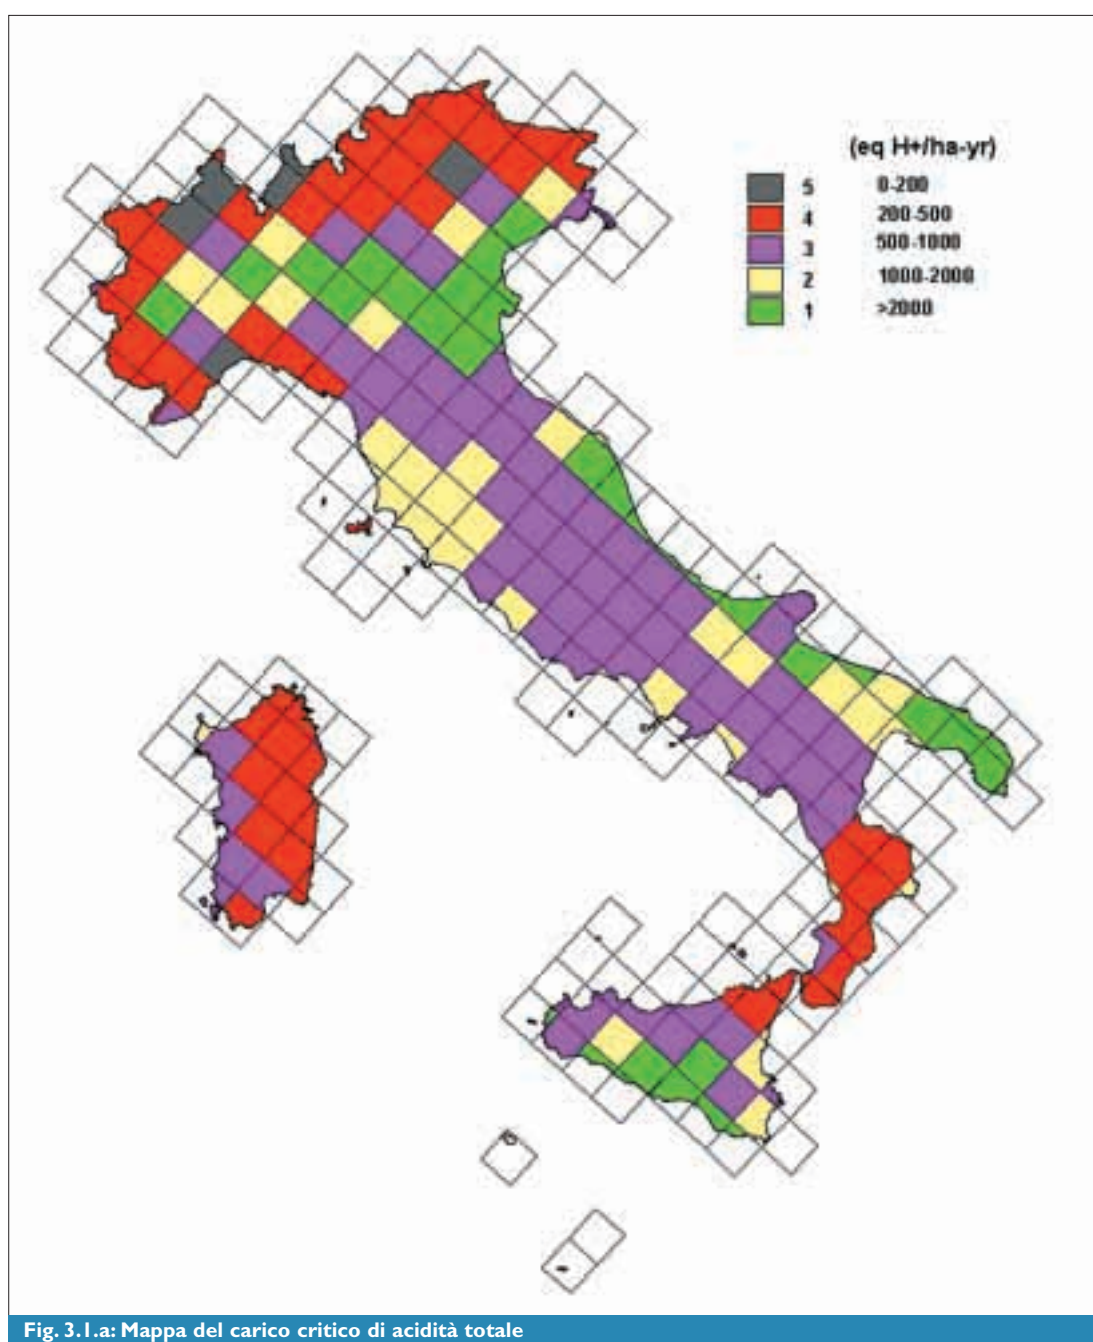 (eq H+/ha-yr)
5 0-200
4 200-500
3 500-1000
2 1000-2000
1 >2000
Fig. 3.1.a: Mappa del carico critico di acidità totale